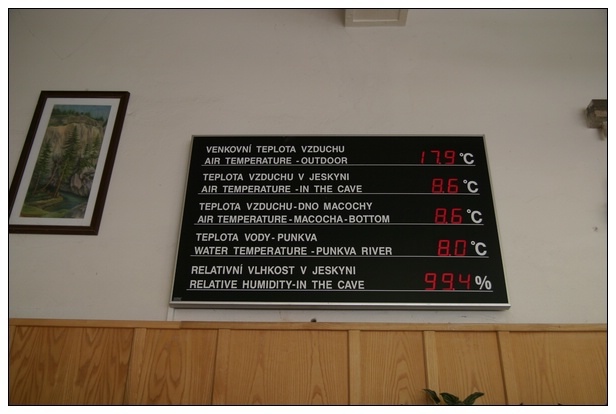 VENKOVNÍ TEPLOTA VZDUCHU
AIR TEMPERATURE - OUTDOOR 17.9 °C
TEPLOTA VZDUCHU V JESKYNI
AIR TEMPERATURE - IN THE CAVE 8.6 °C
TEPLOTA VZDUCHU - DNO MACOCHY
AIR TEMPERATURE - MACOCHA - BOTTOM 8.6 °C
TEPLOTA VODY - PUNKVA
WATER TEMPERATURE - PUNKVA RIVER 8.0 °C
RELATIVNÍ VLHKOST V JESKYNI
RELATIVE HUMIDITY - IN THE CAVE 99.4 %